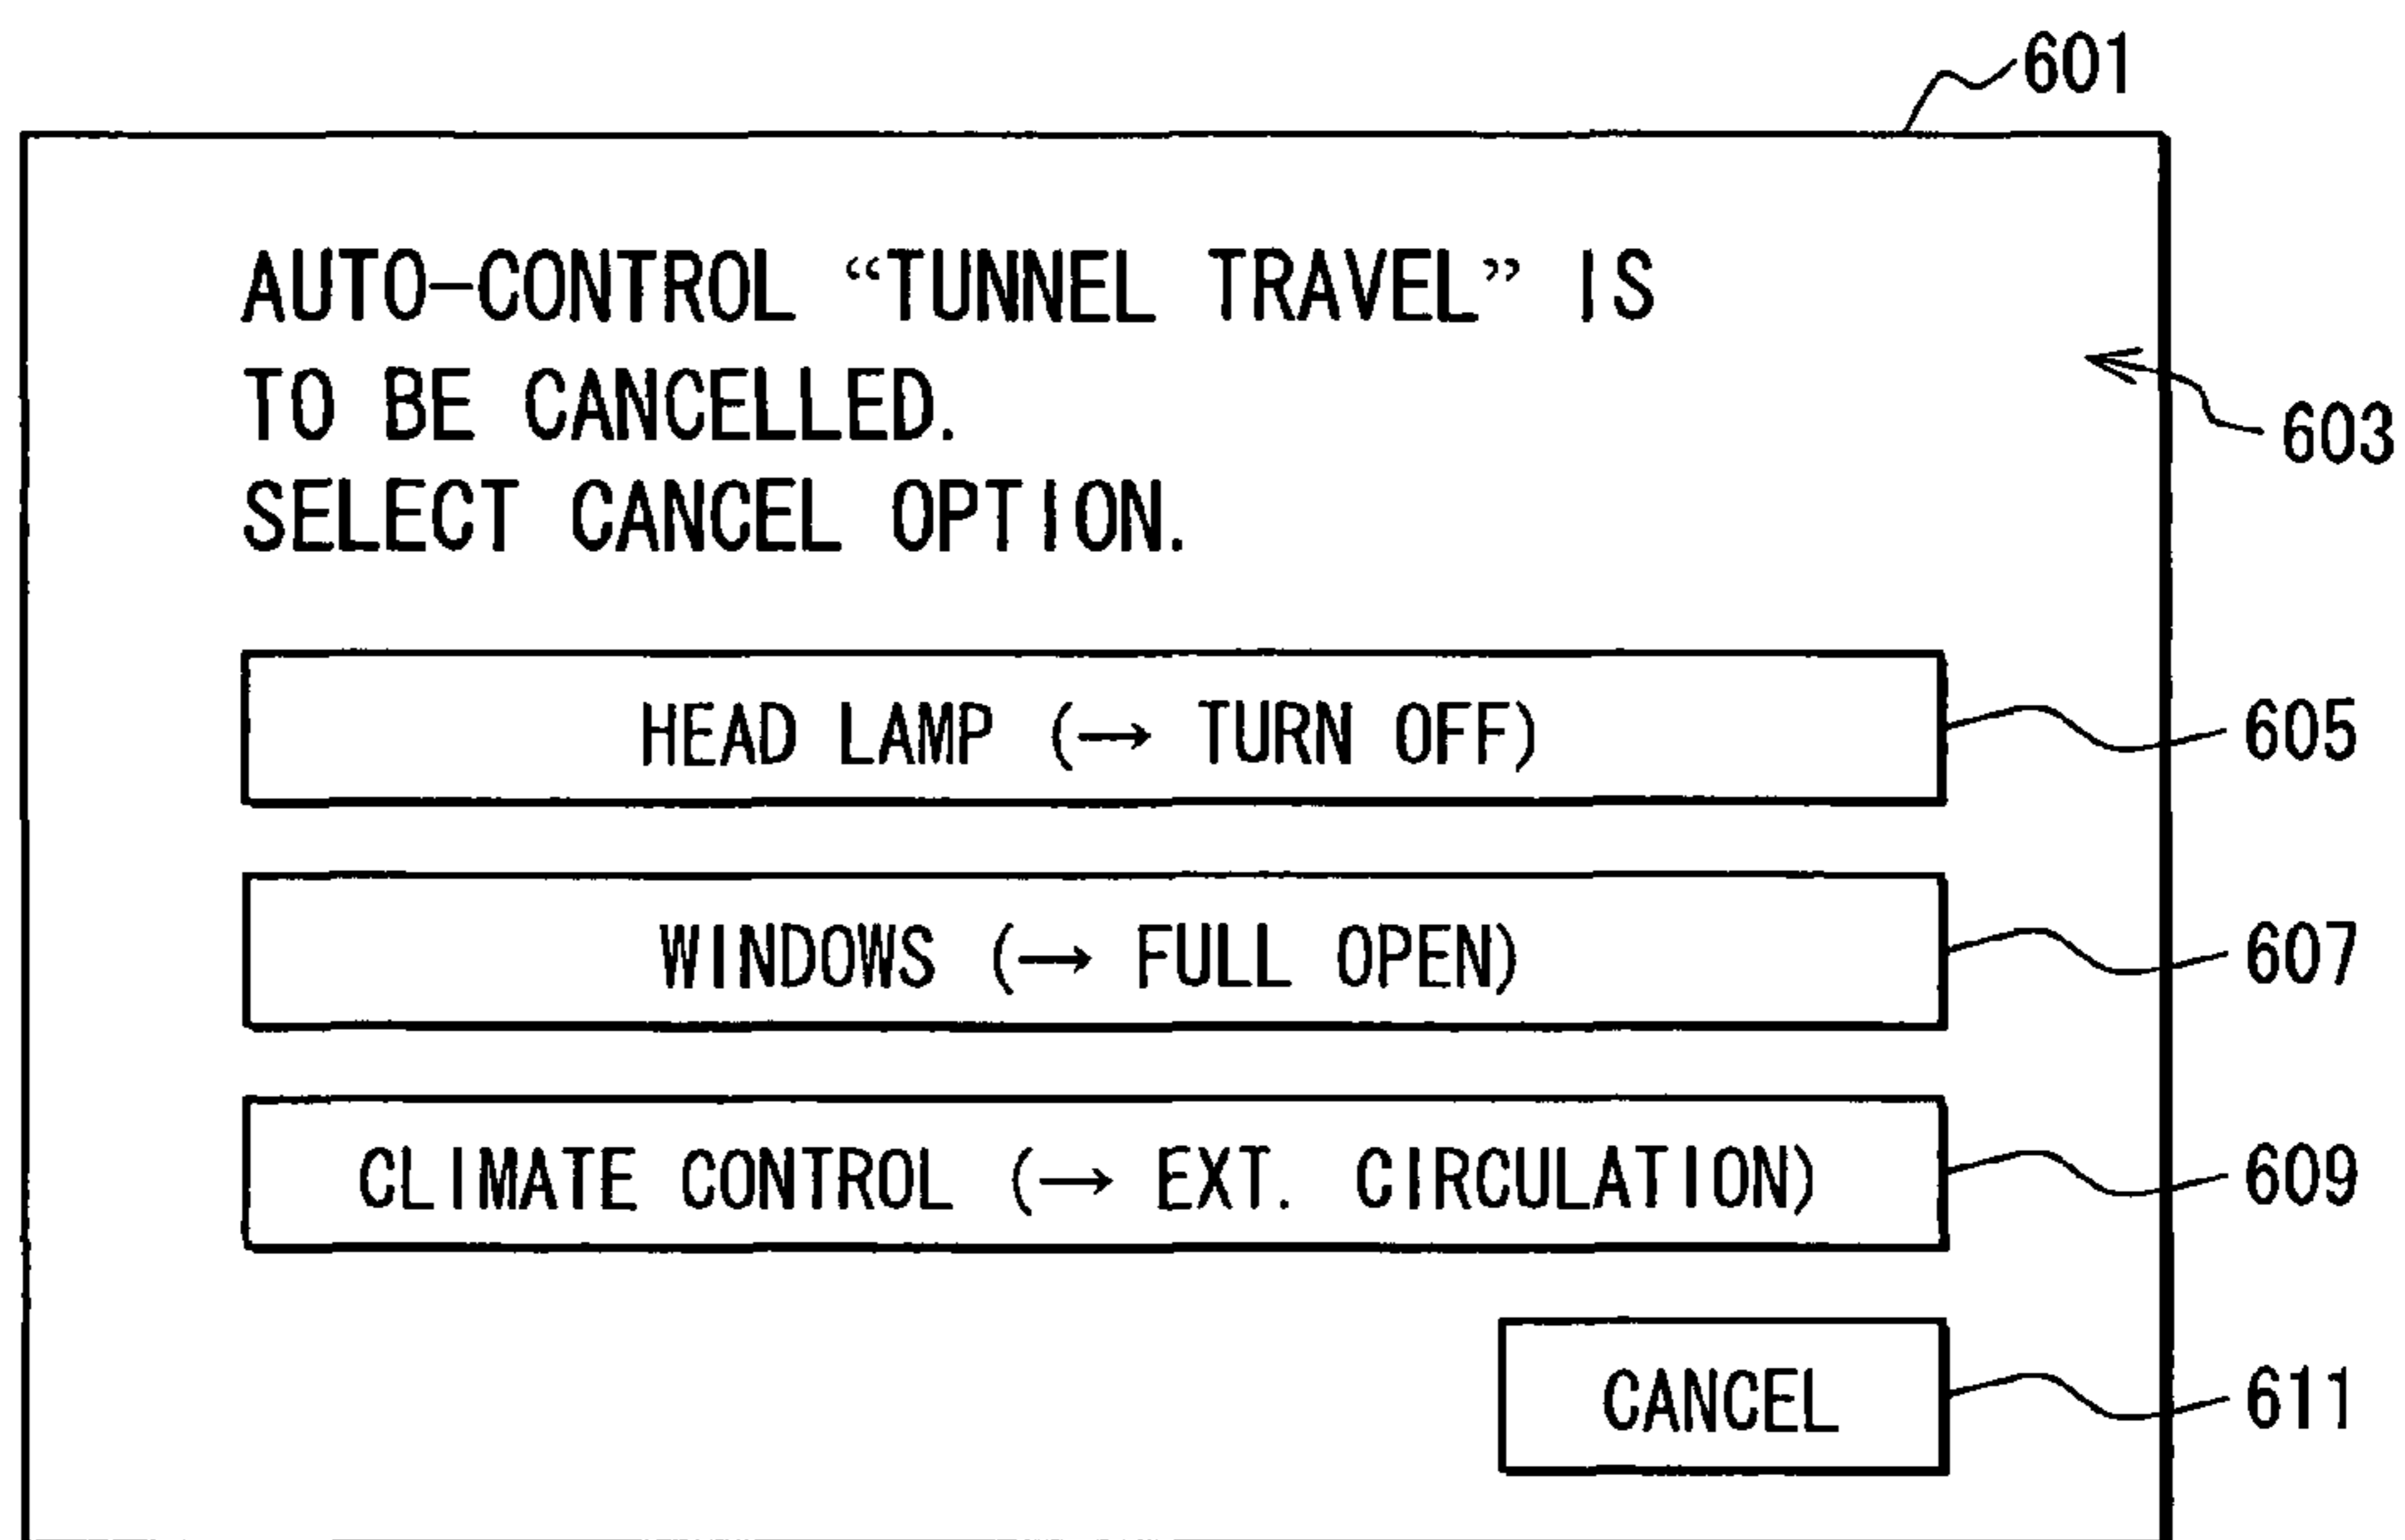 601
AUTO-CONTROL “TUNNEL TRAVEL” IS
TO BE CANCELLED.
603
SELECT CANCEL OPTION.
HEAD LAMP (→ TURN OFF)
605
WINDOWS (→ FULL OPEN)
607
CLIMATE CONTROL (→ EXT. CIRCULATION)
609
CANCEL
611